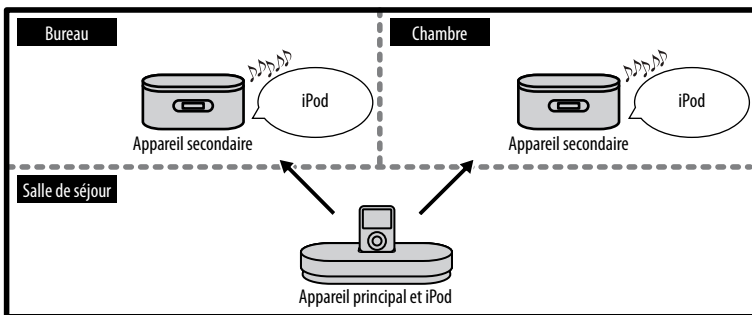 Bureau
Chambre
iPod
iPod
Appareil secondaire
Appareil secondaire
Salle de séjour
Appareil principal et iPod